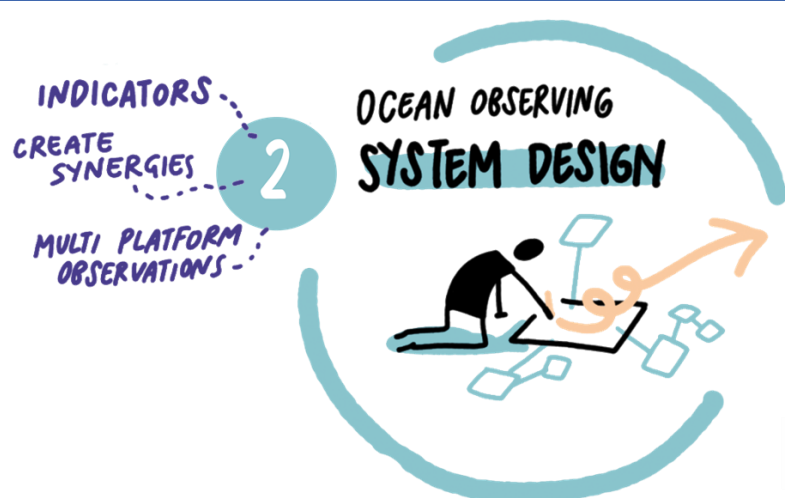 INDICATORS
CREATE
SYNERGIES
MULTI PLATFORM
OBSERVATIONS
2
OCEAN OBSERVING
SYSTEM DESIGN